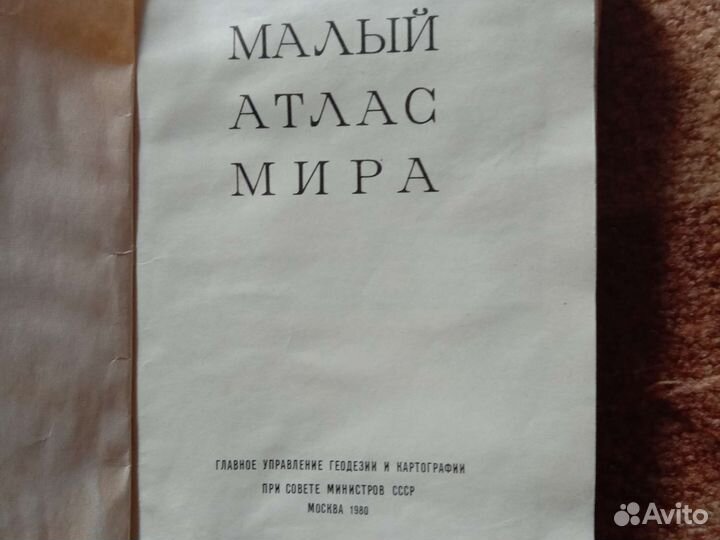 МАЛЫЙ
АТЛАС
МИРА
ГЛАВНОЕ УПРАВЛЕНИЕ ГЕОДЕЗИИ И КАРТОГРАФИИ
ПРИ СОВЕТЕ МИНИСТРОВ СССР
МОСКВА 1980
Avito